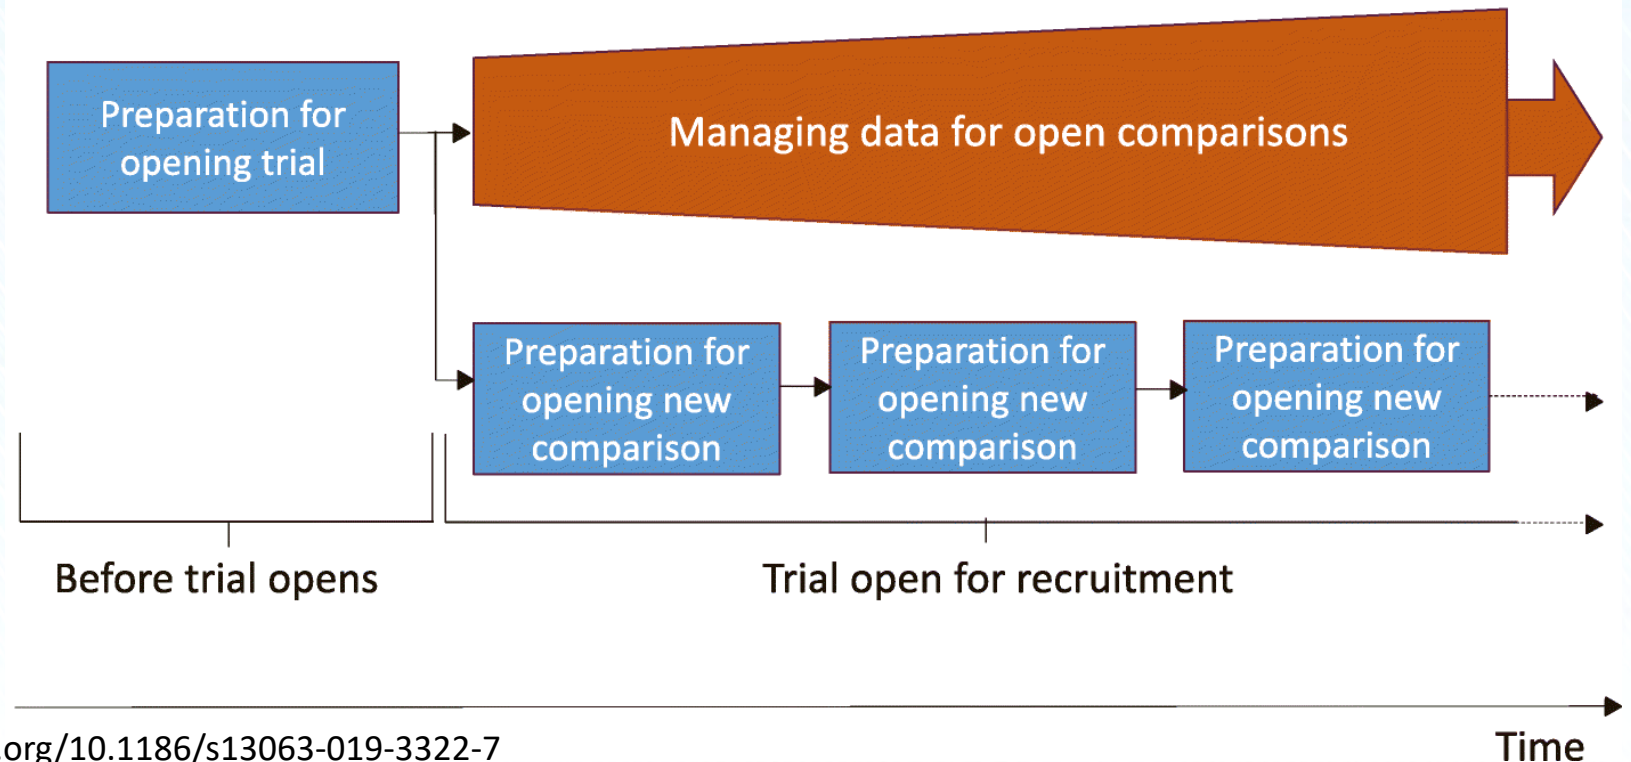 Preparation for
opening trial
Managing data for open comparisons
Preparation for
opening new
comparison
Preparation for
opening new
comparison
Preparation for
opening new
comparison
Before trial opens
Trial open for recruitment
.org/10.1186/s13063-019-3322-7
Time